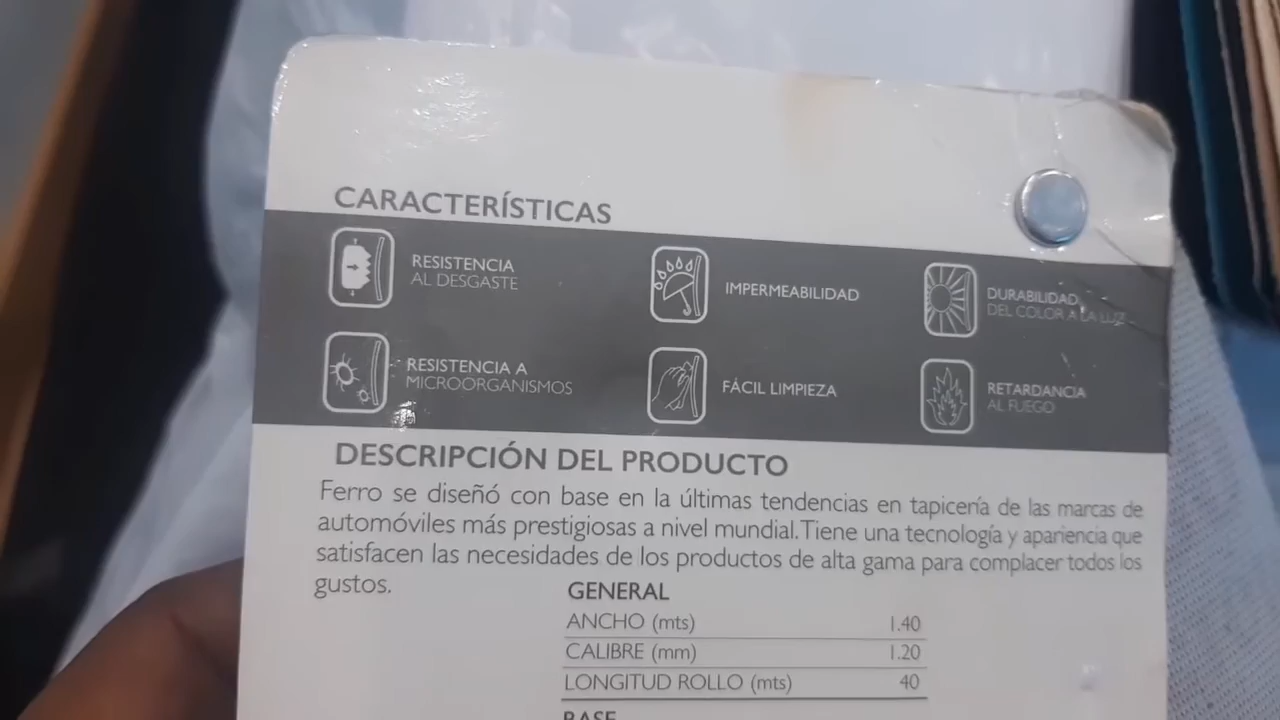 CARACTERÍSTICAS
RESISTENCIA
AL DESGASTE
IMPERMEABILIDAD
DURABILIDAD
DEL COLOR A LA LUZ
RESISTENCIA A
MICROORGANISMOS
FÁCIL LIMPIEZA
RETARDANCIA
AL FUEGO
DESCRIPCIÓN DEL PRODUCTO
Ferro se diseñó con base en la últimas tendencias en tapicería de las marcas de
automóviles más prestigiosas a nivel mundial. Tiene una tecnología y apariencia que
satisfacen las necesidades de los productos de alta gama para complacer todos los
gustos.
GENERAL
ANCHO (mts) 1.40
CALIBRE (mm) 1.20
LONGITUD ROLLO (mts) 40
BASE